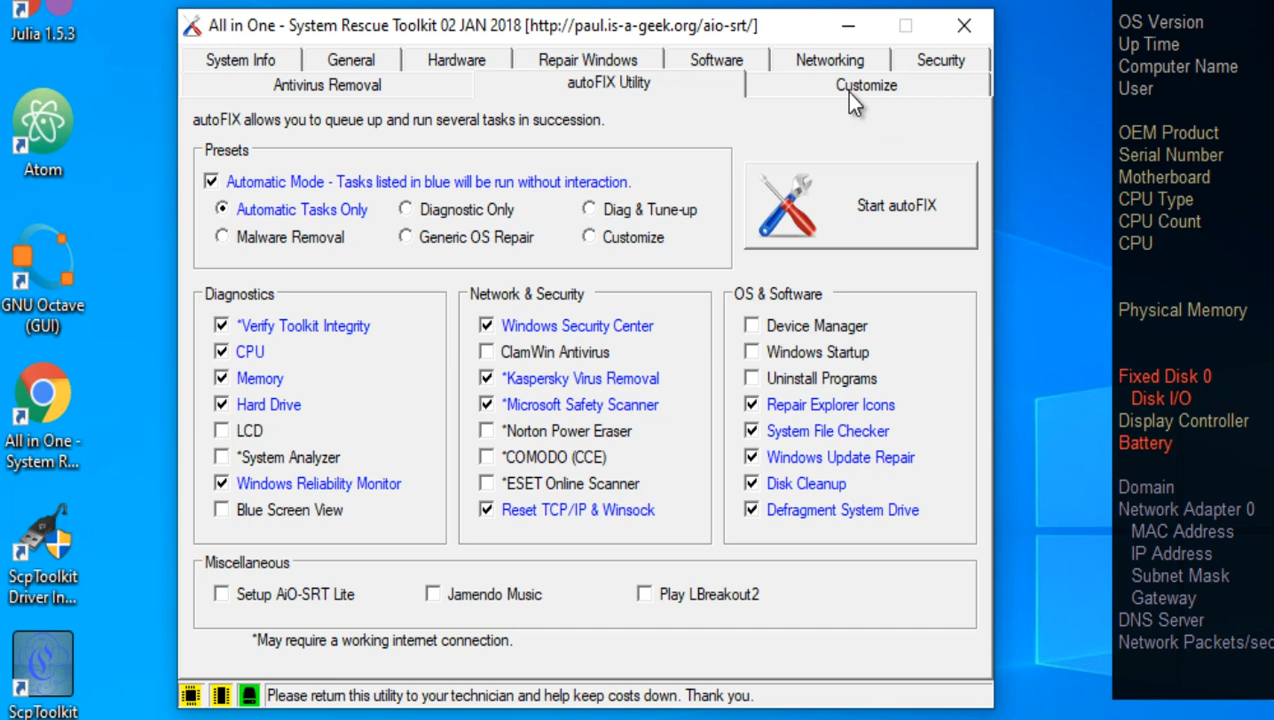 Julia 1.5.3
Atom
GNU Octave
(GUI)
All in One -
System R...
ScpToolkit
Driver In...
ScpToolkit
All in One - System Rescue Toolkit 02 JAN 2018 [http://paul.is-a-geek.org/aio-srt/]
System Info General Hardware Repair Windows Software Networking Security
Antivirus Removal autoFIX Utility Customize
autoFIX allows you to queue up and run several tasks in succession.
Presets
Automatic Mode - Tasks listed in blue will be run without interaction.
Automatic Tasks Only Diagnostic Only Diag & Tune-up
Malware Removal Generic OS Repair Customize
Start autoFIX
Diagnostics
*Verify Toolkit Integrity
CPU
Memory
Hard Drive
LCD
*System Analyzer
Windows Reliability Monitor
Blue Screen View
Network & Security
Windows Security Center
ClamWin Antivirus
*Kaspersky Virus Removal
*Microsoft Safety Scanner
*Norton Power Eraser
*COMODO (CCE)
*ESET Online Scanner
Reset TCP/IP & Winsock
OS & Software
Device Manager
Windows Startup
Uninstall Programs
Repair Explorer Icons
System File Checker
Windows Update Repair
Disk Cleanup
Defragment System Drive
Miscellaneous
Setup AiO-SRT Lite Jamendo Music Play LBreakout2
*May require a working internet connection.
Please return this utility to your technician and help keep costs down. Thank you.
OS Version
Up Time
Computer Name
User
OEM Product
Serial Number
Motherboard
CPU Type
CPU Count
CPU
Physical Memory
Fixed Disk 0
Disk I/O
Display Controller
Battery
Domain
Network Adapter 0
MAC Address
IP Address
Subnet Mask
Gateway
DNS Server
Network Packets/sec